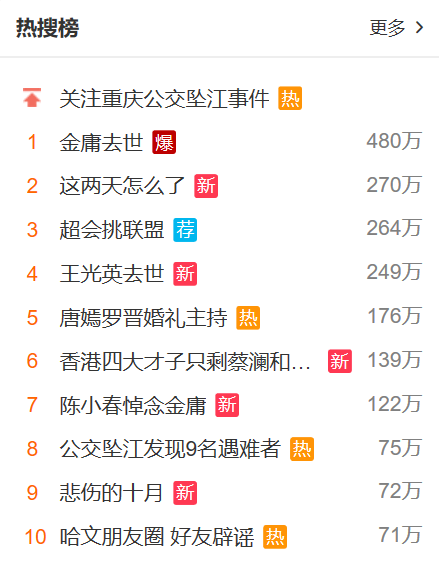 热搜榜 更多
关注重庆公交坠江事件 热
1 金庸去世 爆 480万
2 这两天怎么了 新 270万
3 超会挑联盟 荐 264万
4 王光英去世 新 249万
5 唐嫣罗晋婚礼主持 热 176万
6 香港四大才子只剩蔡澜和… 新 139万
7 陈小春悼念金庸 新 122万
8 公交坠江发现9名遇难者 热 75万
9 悲伤的十月 新 72万
10 哈文朋友圈 好友辟谣 热 71万